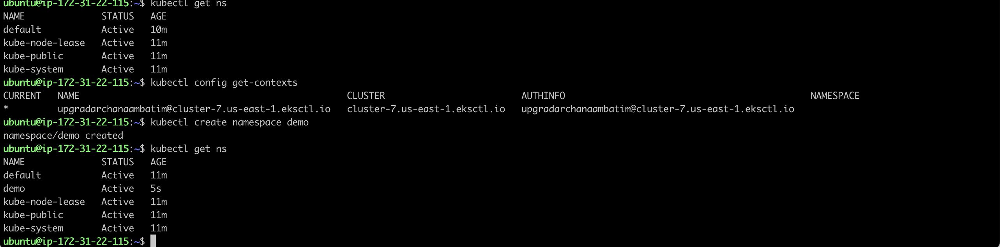 ubuntu@ip-172-31-22-115:~$ kubectl get ns
NAME              STATUS   AGE
default           Active   10m
kube-node-lease   Active   11m
kube-public       Active   11m
kube-system       Active   11m
ubuntu@ip-172-31-22-115:~$ kubectl config get-contexts
CURRENT   NAME                                                 CLUSTER                         AUTHINFO                                             NAMESPACE
*         upgradarchanaambatim@cluster-7.us-east-1.eksctl.io   cluster-7.us-east-1.eksctl.io   upgradarchanaambatim@cluster-7.us-east-1.eksctl.io
ubuntu@ip-172-31-22-115:~$ kubectl create namespace demo
namespace/demo created
ubuntu@ip-172-31-22-115:~$ kubectl get ns
NAME              STATUS   AGE
default           Active   11m
demo              Active   5s
kube-node-lease   Active   11m
kube-public       Active   11m
kube-system       Active   11m
ubuntu@ip-172-31-22-115:~$